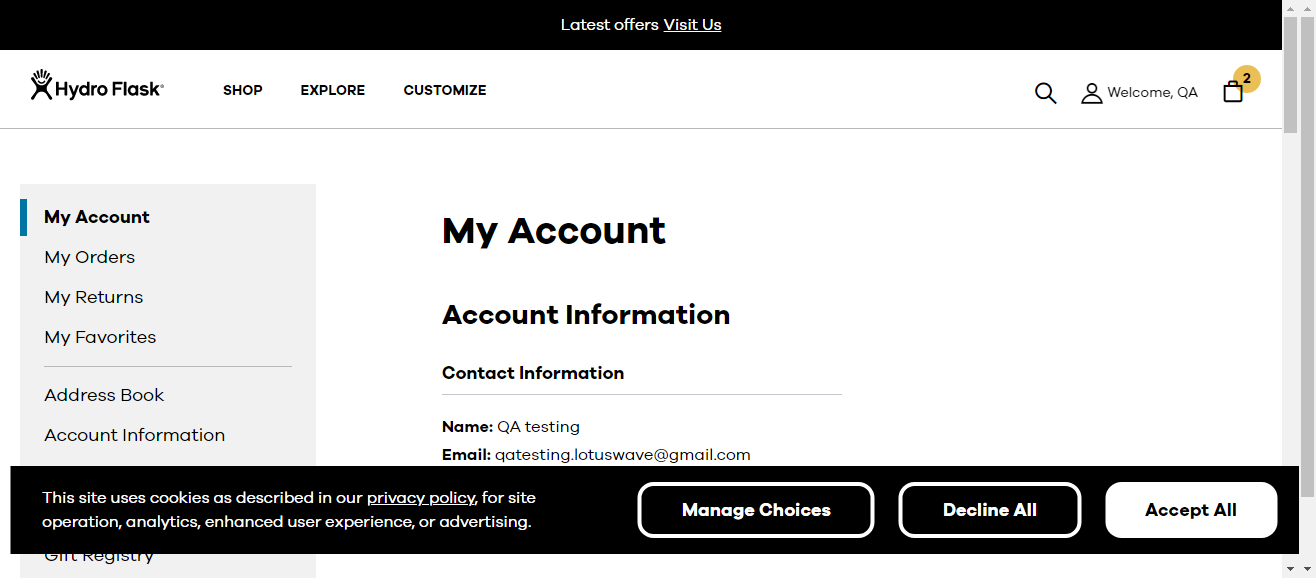 Latest offers Visit Us
Hydro Flask
SHOP EXPLORE CUSTOMIZE
Welcome, QA
2
My Account
My Orders
My Returns
My Favorites
Address Book
Account Information
My Account
Account Information
Contact Information
Name: QA testing
Email: qatesting.lotuswave@gmail.com
This site uses cookies as described in our privacy policy, for site
operation, analytics, enhanced user experience, or advertising.
Manage Choices
Decline All
Accept All
Gift Registry